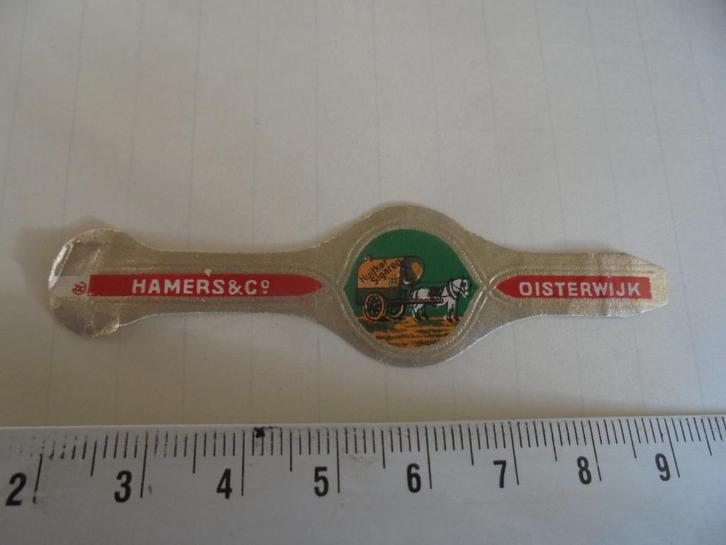 HAMERS & Cº
Huifkar
Sigaren
OISTERWIJK
2 3 4 5 6 7 8 9